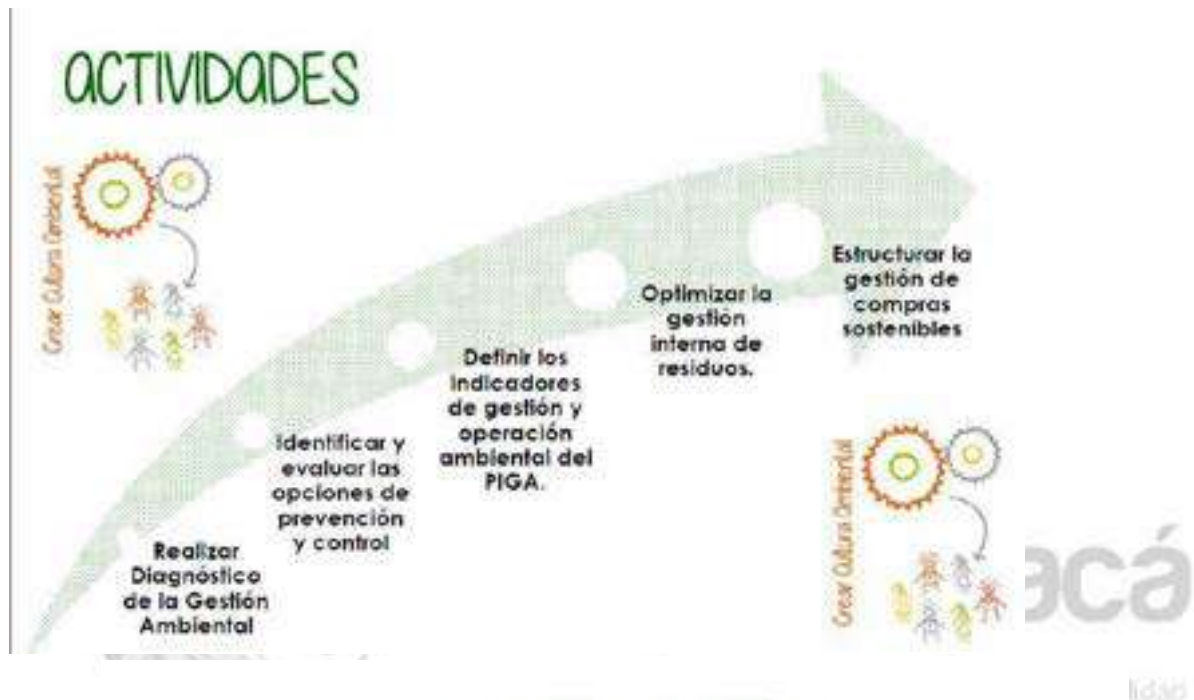 ACTIVIDADES
Crear Cultura Ambiental
Realizar
Diagnóstico
de la Gestión
Ambiental
Identificar y
evaluar las
opciones de
prevención
y control
Definir los
indicadores
de gestión y
operación
ambiental del
PIGA.
Optimizar la
gestión
interna de
residuos.
Estructurar la
gestión de
compras
sostenibles
Crear Cultura Ambiental
acá
lidad